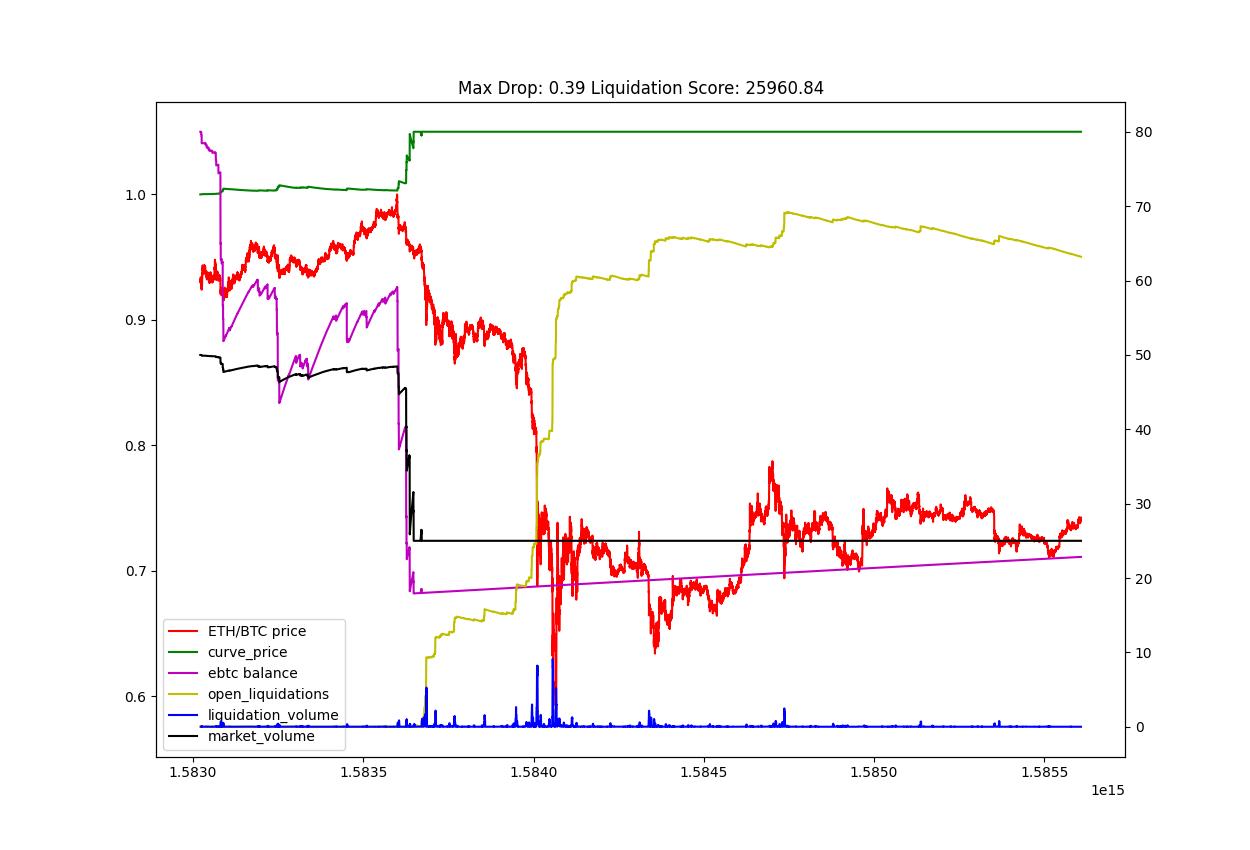 Max Drop: 0.39 Liquidation Score: 25960.84
1.0
0.9
0.8
0.7
0.6
80
70
60
50
40
30
20
10
0
ETH/BTC price
curve_price
ebtc balance
open_liquidations
liquidation_volume
market_volume
1.5830 1.5835 1.5840 1.5845 1.5850 1.5855
1e15